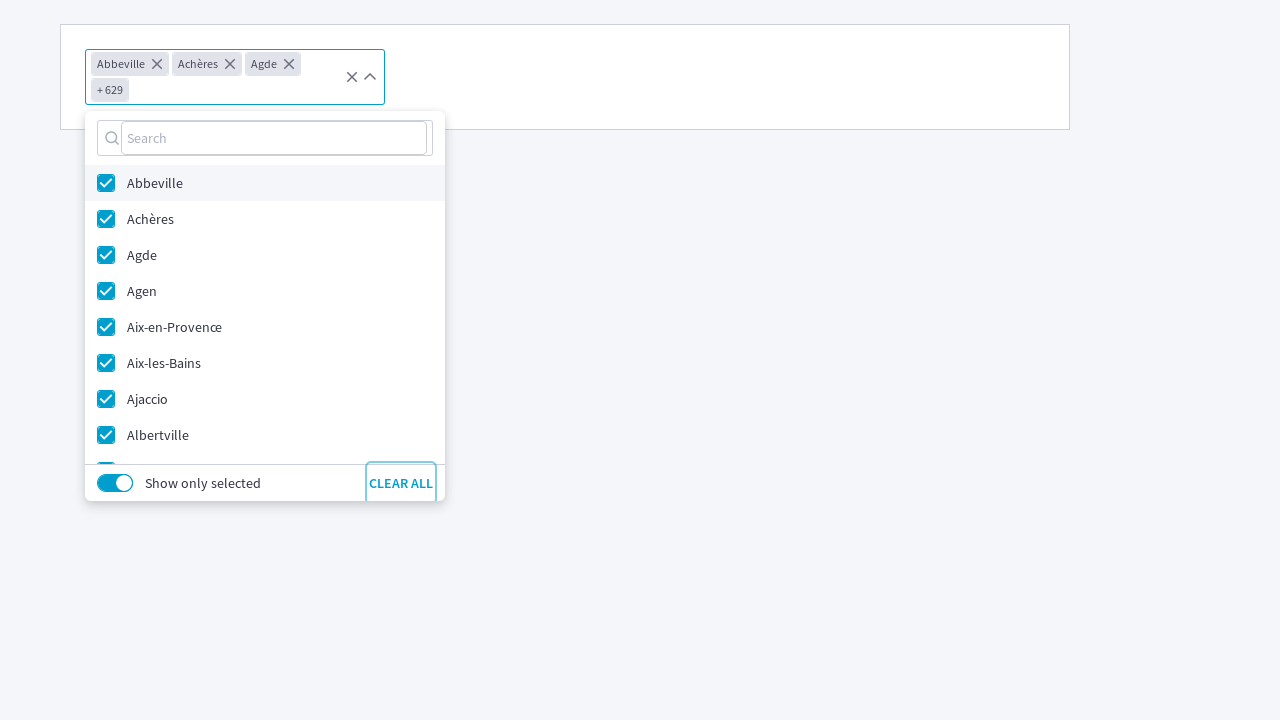 Abbeville Achères Agde
+ 629
Search
Abbeville
Achères
Agde
Agen
Aix-en-Provence
Aix-les-Bains
Ajaccio
Albertville
Show only selected CLEAR ALL